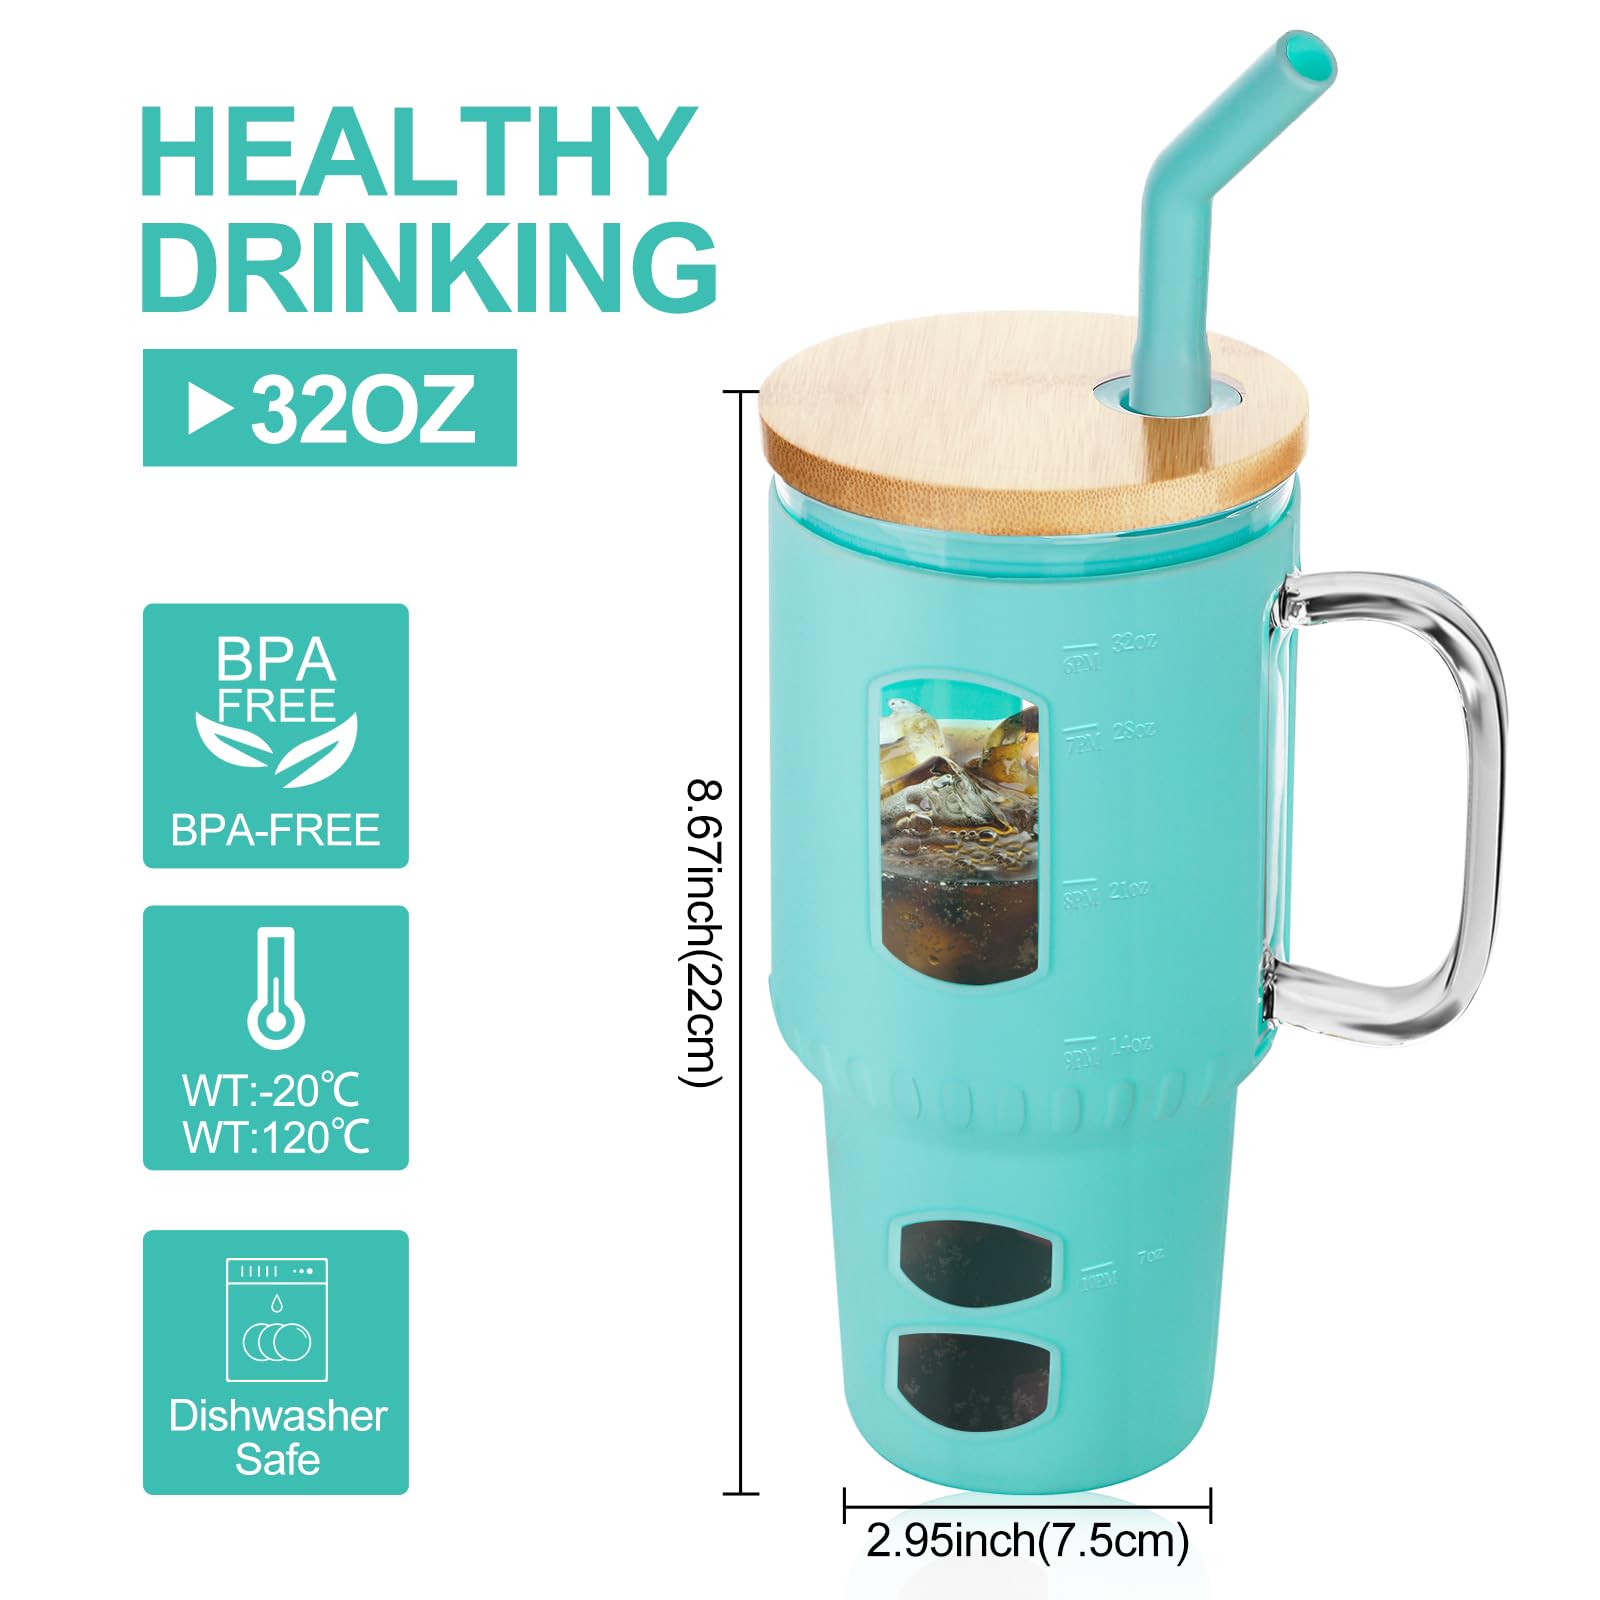 HEALTHY
DRINKING
32OZ
BPA
FREE
BPA-FREE
WT:-20℃
WT:120℃
Dishwasher
Safe
8.67inch(22cm)
32oz
6PM
28oz
7PM
21oz
8PM
14oz
9PM
7oz
10PM
2.95inch(7.5cm)